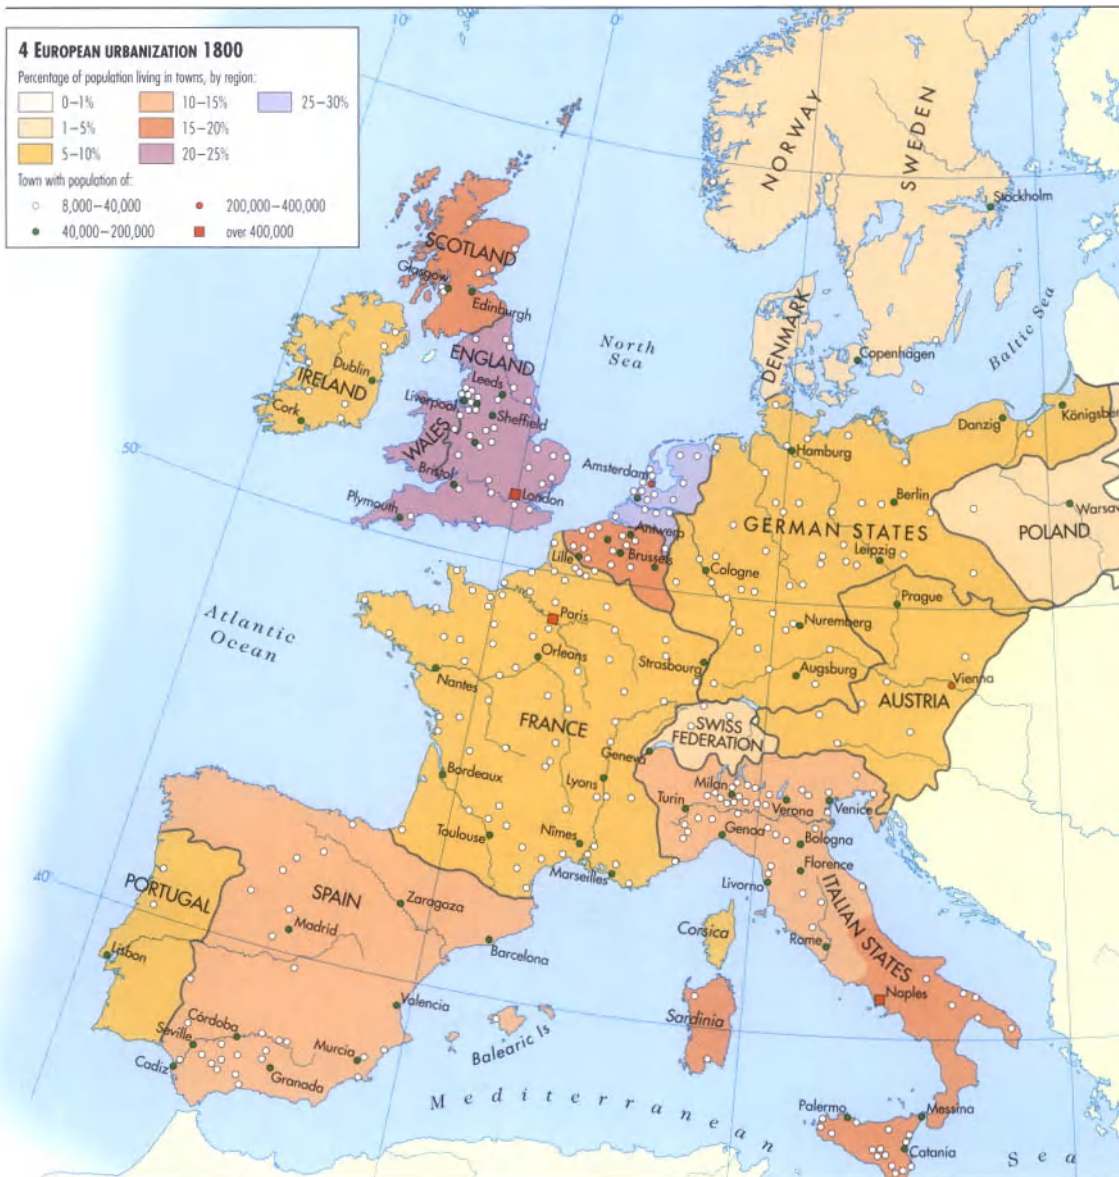 4 EUROPEAN URBANIZATION 1800
Percentage of population living in towns, by region:
0–1%
10–15%
25–30%
1–5%
15–20%
5–10%
20–25%
Town with population of:
8,000–40,000
200,000–400,000
40,000–200,000
over 400,000
10°
0°
10
20°
50°
40°
NORWAY
SWEDEN
Stockholm
SCOTLAND
Glasgow
Edinburgh
North
Sea
DENMARK
Baltic Sea
Copenhagen
ENGLAND
IRELAND
Dublin
Cork
Leeds
Liverpool
Sheffield
WALES
Bristol
London
Plymouth
Amsterdam
Antwerp
Brussels
Lille
Danzig
Königsber
Hamburg
Berlin
GERMAN STATES
Leipzig
Cologne
Warsaw
POLAND
Prague
Nuremberg
Augsburg
Strasbourg
Vienna
AUSTRIA
Atlantic
Ocean
Paris
Orleans
Nantes
FRANCE
SWISS
FEDERATION
Geneva
Bordeaux
Lyons
Toulouse
Nîmes
Marseilles
Milan
Turin
Verona
Venice
Genoa
Bologna
Florence
Livorno
ITALIAN STATES
Corsica
Rome
Naples
Sardinia
PORTUGAL
Lisbon
SPAIN
Zaragoza
Madrid
Barcelona
Valencia
Córdoba
Seville
Murcia
Cadiz
Granada
Balearic Is
Mediterranean
Sea
Palermo
Messina
Catania